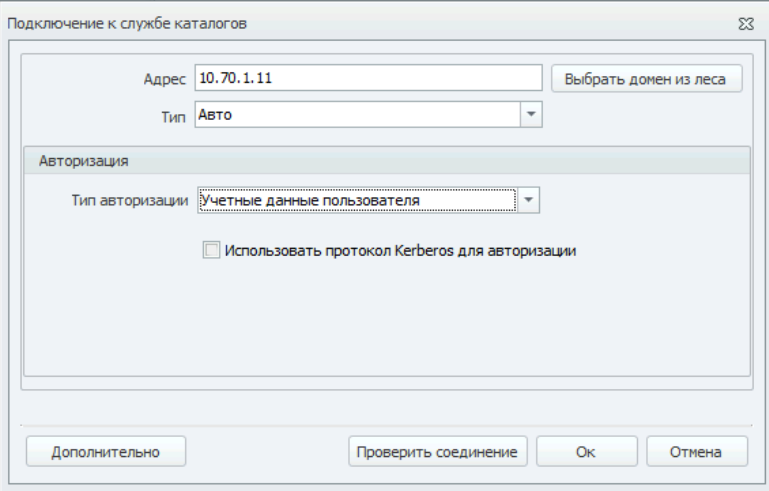 Подключение к службе каталогов
Адрес 10.70.1.11 Выбрать домен из леса
Тип Авто
Авторизация
Тип авторизации Учетные данные пользователя
Использовать протокол Kerberos для авторизации
Дополнительно Проверить соединение Ок Отмена